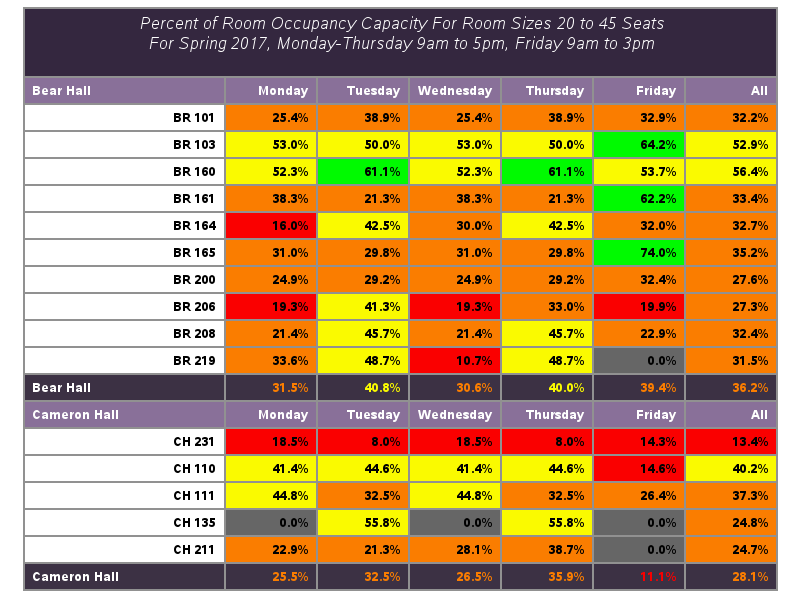 Percent of Room Occupancy Capacity For Room Sizes 20 to 45 Seats
For Spring 2017, Monday-Thursday 9am to 5pm, Friday 9am to 3pm
Bear Hall Monday Tuesday Wednesday Thursday Friday All
BR 101 25.4% 38.9% 25.4% 38.9% 32.9% 32.2%
BR 103 53.0% 50.0% 53.0% 50.0% 64.2% 52.9%
BR 160 52.3% 61.1% 52.3% 61.1% 53.7% 56.4%
BR 161 38.3% 21.3% 38.3% 21.3% 62.2% 33.4%
BR 164 16.0% 42.5% 30.0% 42.5% 32.0% 32.7%
BR 165 31.0% 29.8% 31.0% 29.8% 74.0% 35.2%
BR 200 24.9% 29.2% 24.9% 29.2% 32.4% 27.6%
BR 206 19.3% 41.3% 19.3% 33.0% 19.9% 27.3%
BR 208 21.4% 45.7% 21.4% 45.7% 22.9% 32.4%
BR 219 33.6% 48.7% 10.7% 48.7% 0.0% 31.5%
Bear Hall 31.5% 40.8% 30.6% 40.0% 39.4% 36.2%
Cameron Hall Monday Tuesday Wednesday Thursday Friday All
CH 231 18.5% 8.0% 18.5% 8.0% 14.3% 13.4%
CH 110 41.4% 44.6% 41.4% 44.6% 14.6% 40.2%
CH 111 44.8% 32.5% 44.8% 32.5% 26.4% 37.3%
CH 135 0.0% 55.8% 0.0% 55.8% 0.0% 24.8%
CH 211 22.9% 21.3% 28.1% 38.7% 0.0% 24.7%
Cameron Hall 25.5% 32.5% 26.5% 35.9% 11.1% 28.1%